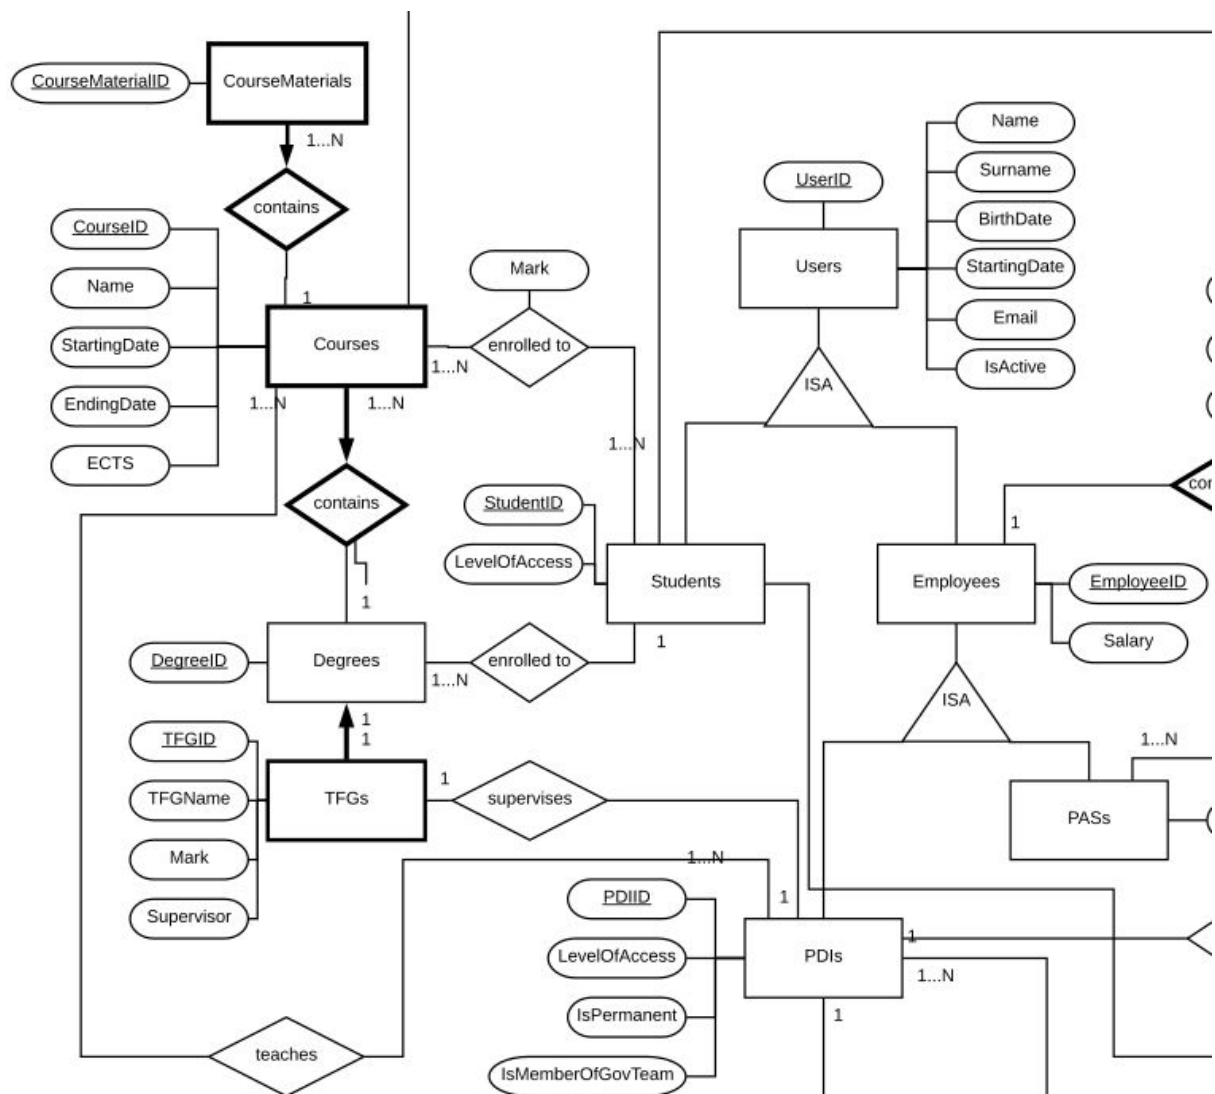 CourseMaterialID
CourseMaterials
1...N
contains
CourseID
Name
StartingDate
EndingDate
ECTS
1
Courses
1...N
1...N
1...N
Mark
enrolled to
1...N
contains
1
DegreeID
Degrees
1...N
enrolled to
1
1
TFGID
TFGName
Mark
Supervisor
TFGs
1
supervises
StudentID
LevelOfAccess
Students
1
UserID
Users
Name
Surname
BirthDate
StartingDate
Email
IsActive
ISA
con
1
Employees
EmployeeID
Salary
ISA
1...N
PASs
1...N
1
PDIID
LevelOfAccess
IsPermanent
IsMemberOfGovTeam
PDIs
1
1...N
1
teaches